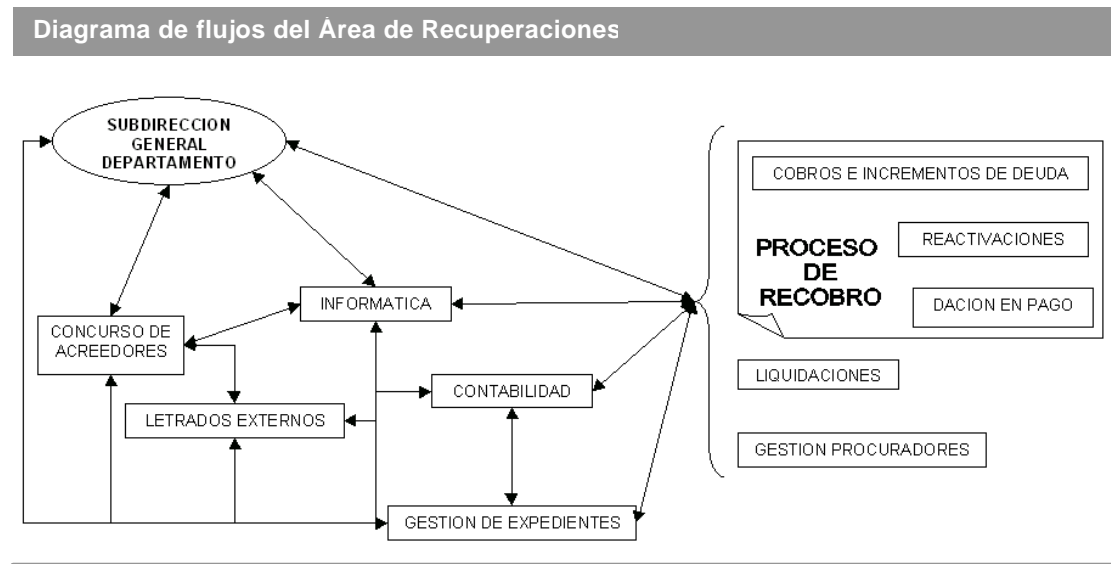 Diagrama de flujos del Área de Recuperaciones
SUBDIRECCION
GENERAL
DEPARTAMENTO
COBROS E INCREMENTOS DE DEUDA
REACTIVACIONES
PROCESO
DE
RECOBRO
DACION EN PAGO
INFORMATICA
CONCURSO DE
ACREEDORES
LIQUIDACIONES
CONTABILIDAD
LETRADOS EXTERNOS
GESTION PROCURADORES
GESTION DE EXPEDIENTES